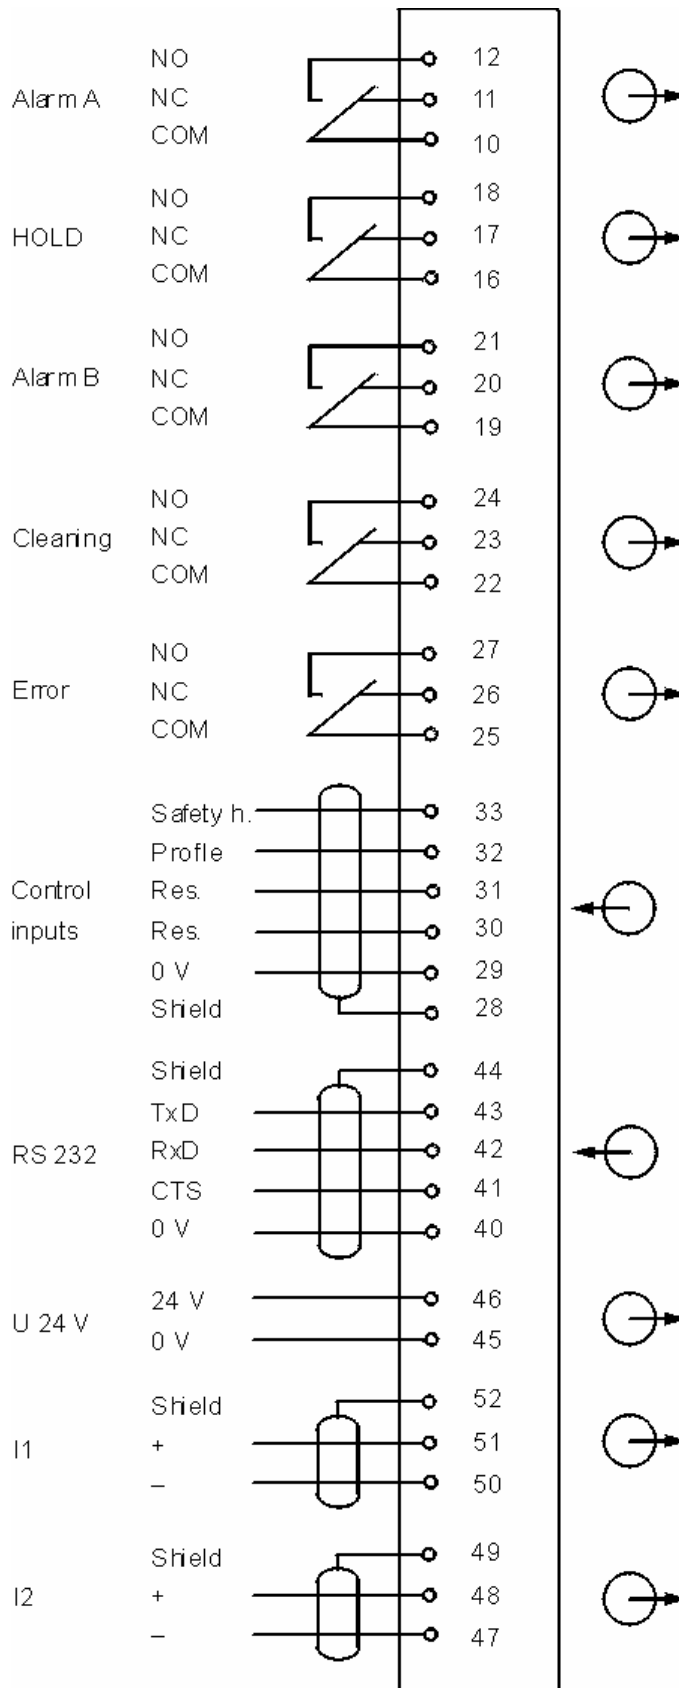 NO 12
Alarm A NC 11
COM 10
NO 18
HOLD NC 17
COM 16
NO 21
Alarm B NC 20
COM 19
NO 24
Cleaning NC 23
COM 22
NO 27
Error NC 26
COM 25
Safety h. 33
Profle 32
Control Res. 31
inputs Res. 30
0 V 29
Shield 28
Shield 44
TxD 43
RS 232 RxD 42
CTS 41
0 V 40
U 24 V 24 V 46
0 V 45
Shield 52
I1 + 51
– 50
Shield 49
I2 + 48
– 47